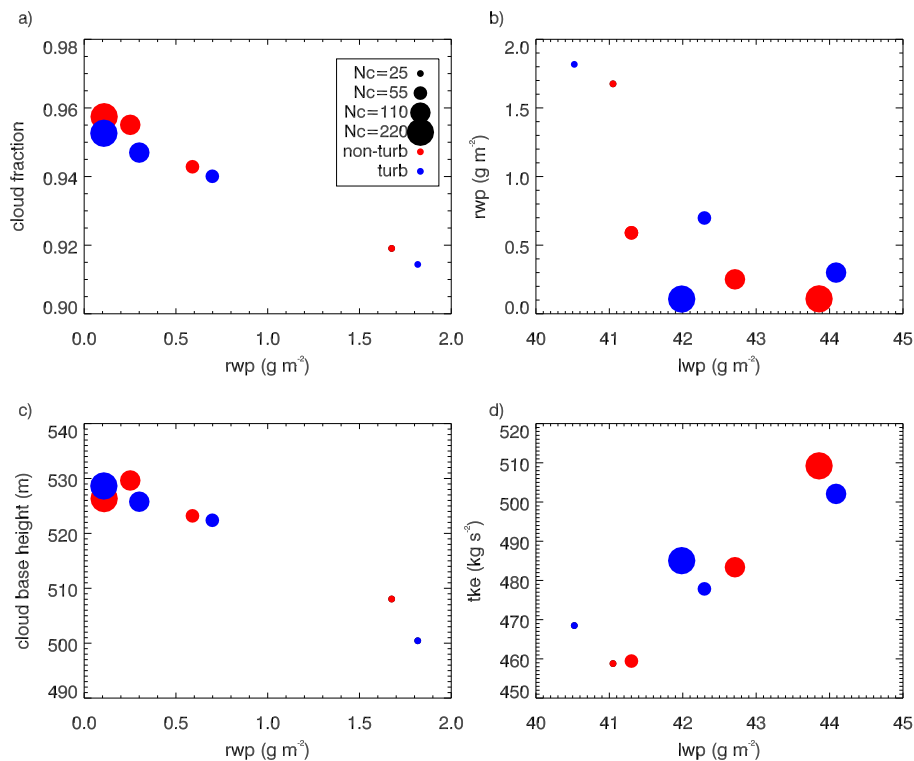 a)
0.98
0.96
0.94
0.92
0.90
cloud fraction
0.0 0.5 1.0 1.5 2.0
rwp (g m-2)
Nc=25
Nc=55
Nc=110
Nc=220
non-turb
turb
b)
2.0
1.5
1.0
0.5
0.0
rwp (g m-2)
40 41 42 43 44 45
lwp (g m-2)
c)
540
530
520
510
500
490
cloud base height (m)
0.0 0.5 1.0 1.5 2.0
rwp (g m-2)
d)
520
510
500
490
480
470
460
450
tke (kg s-2)
40 41 42 43 44 45
lwp (g m-2)